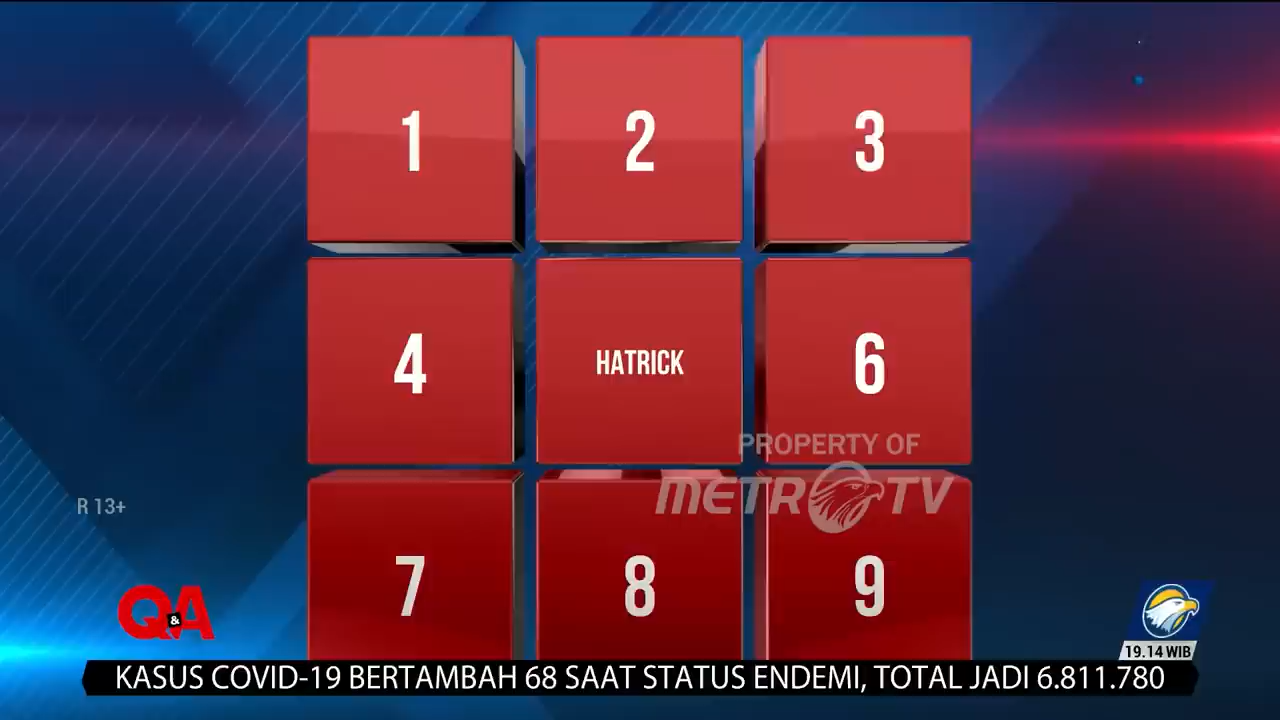 1 2 3
4 HATRICK 6
PROPERTY OF
METRO TV
R 13+
7 8 9
Q&A
19.14 WIB
KASUS COVID-19 BERTAMBAH 68 SAAT STATUS ENDEMI, TOTAL JADI 6.811.780